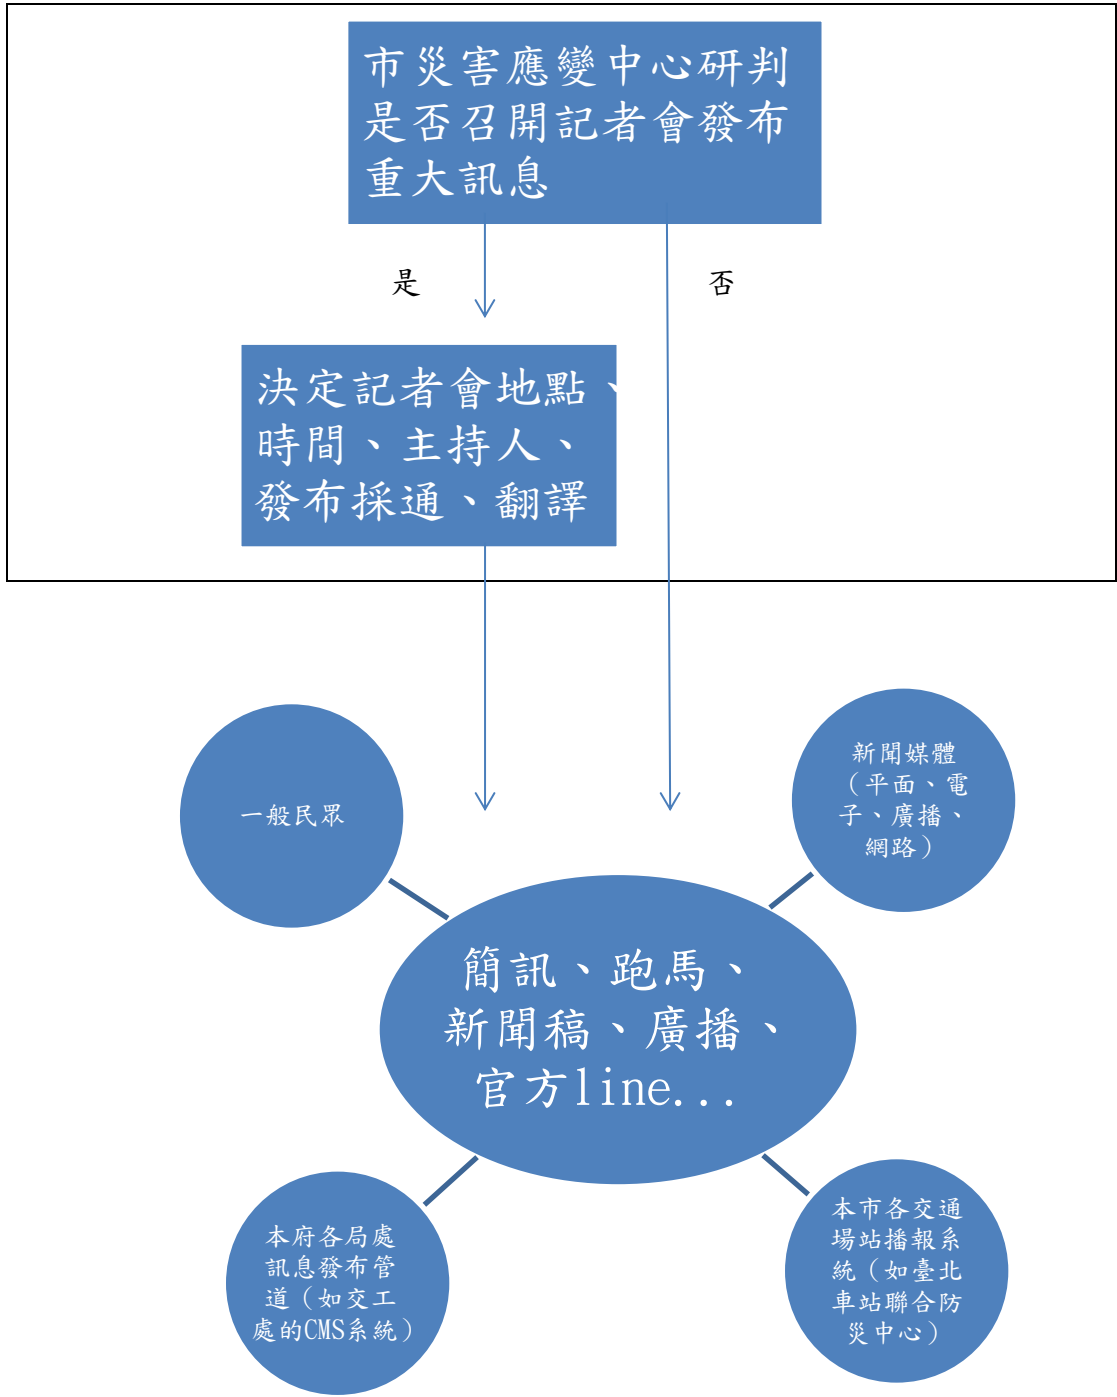 市災害應變中心研判
是否召開記者會發布
重大訊息
是
否
決定記者會地點、
時間、主持人、
發布採通、翻譯
一般民眾
新聞媒體
（平面、電
子、廣播、
網路）
簡訊、跑馬、
新聞稿、廣播、
官方line...
本府各局處
訊息發布管
道（如交工
處的CMS系統）
本市各交通
場站播報系
統（如臺北
車站聯合防
災中心）